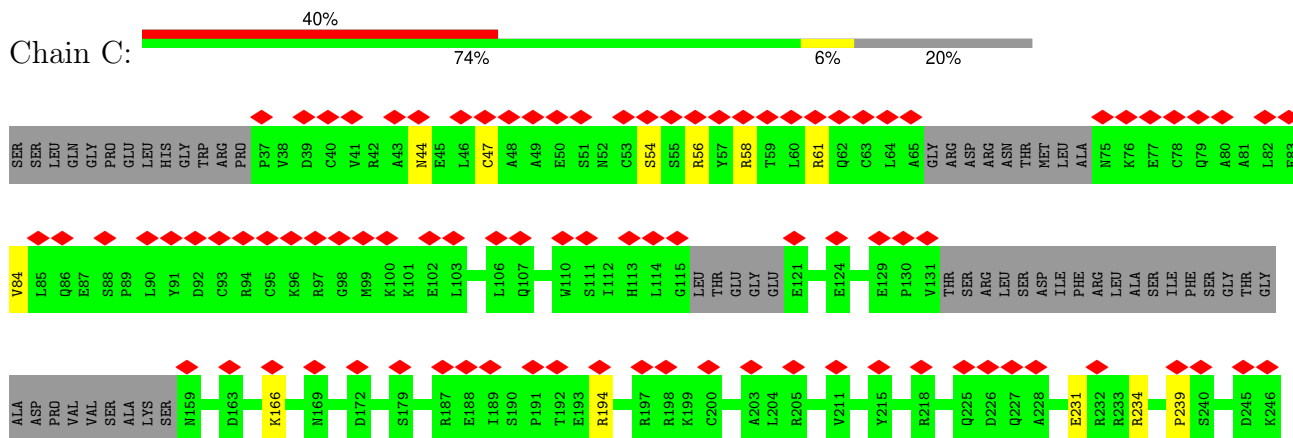 40%
Chain C:
74% 6% 20%
SER SER LEU GLN GLY PRO GLU LEU HIS GLY TRP ARG PRO P37 V38 D39 C40 V41 R42 A43 N44 E45 L46 C47 A48 A49 E50 S51 N52 C53 S54 S55 R56 Y57 R58 T59 L60 R61 Q62 C63 L64 A65 GLY ARG ASP ARG ASN THR MET LEU ALA N75 K76 E77 C78 Q79 A80 A81 L82 E83
V84 L85 Q86 E87 S88 P89 L90 Y91 D92 C93 R94 C95 K96 R97 G98 M99 K100 K101 E102 L103 L106 Q107 W110 S111 I112 H113 L114 G115 LEU THR GLU GLY GLU E121 E124 E129 P130 V131 THR SER ARG LEU SER ASP ILE PHE ARG LEU ALA SER ILE PHE SER GLY THR GLY
ALA ASP PRO VAL VAL SER ALA LYS SER N159 D163 K166 N169 D172 S179 R187 E188 I189 S190 P191 T192 E193 R194 R197 R198 K199 C200 A203 L204 R205 V211 Y215 R218 Q225 D226 Q227 A228 E231 R232 R233 R234 P239 S240 D245 K246